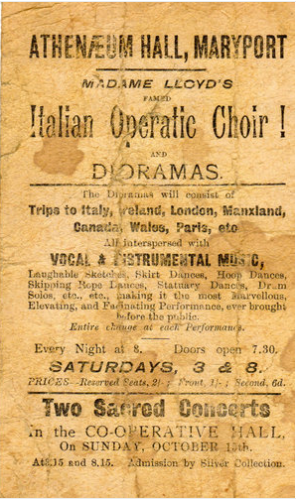 ATHENÆUM HALL, MARYPORT
MADAME LLOYD'S
FAMED
Italian Operatic Choir!
AND
DIORAMAS.
The Dioramas will consist of
Trips to Italy, Ireland, London, Manxland,
Canada, Wales, Paris, etc
All interspersed with
VOCAL & INSTRUMENTAL MUSIC,
Laughable Sketches, Skirt Dances, Hoop Dances,
Skipping Rope Dances, Statuary Dances, Drum
Solos, etc., etc., making it the most Marvellous,
Elevating, and Fascinating Performance, ever brought
before the public.
Entire change at each Performance.
Every Night at 8. Doors open 7.30.
SATURDAYS, 3 & 8.
PRICES—Reserved Seats, 2/-; Front, 1/-; Second, 6d.
Two Sacred Concerts
In the CO-OPERATIVE HALL,
On SUNDAY, OCTOBER
At 8.15. Admission by Silver Collection.